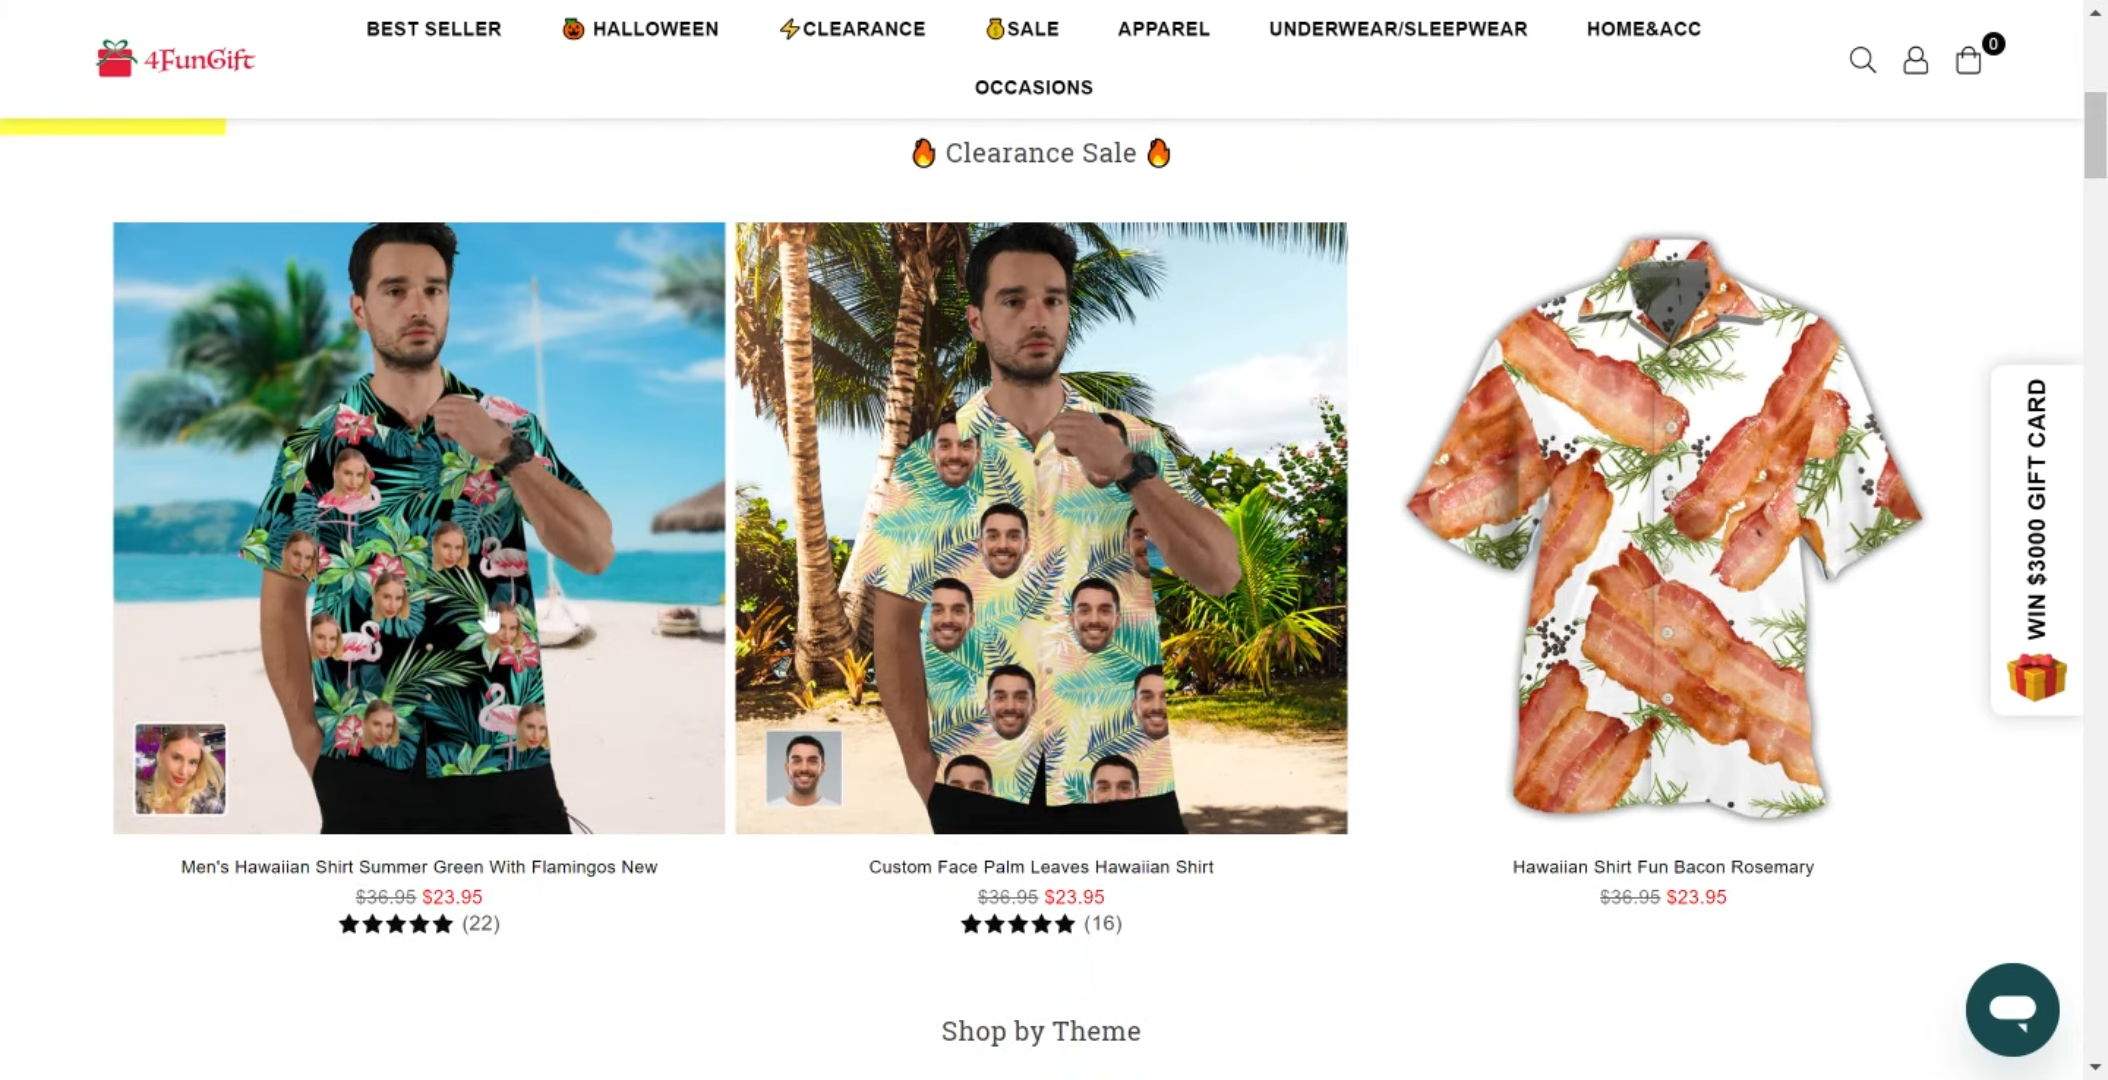 4FunGift
BEST SELLER
HALLOWEEN
CLEARANCE
SALE
APPAREL
UNDERWEAR/SLEEPWEAR
HOME&ACC
OCCASIONS
0
Clearance Sale
Men's Hawaiian Shirt Summer Green With Flamingos New
$36.95 $23.95
(22)
Custom Face Palm Leaves Hawaiian Shirt
$36.95 $23.95
(16)
Hawaiian Shirt Fun Bacon Rosemary
$36.95 $23.95
WIN $3000 GIFT CARD
Shop by Theme